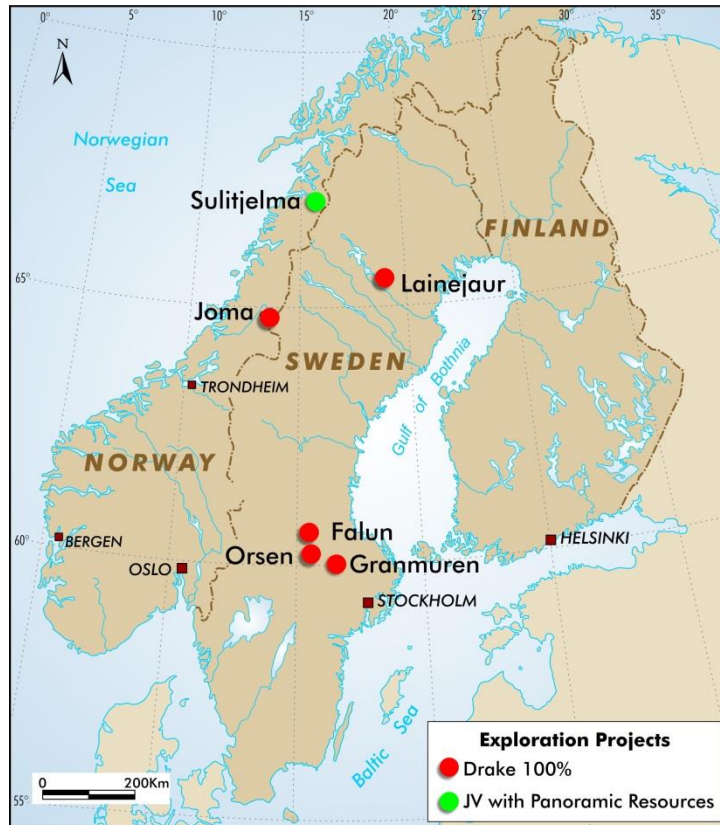 0°
5°
10°
15°
20°
25°
30°
35°
N
Norwegian
Sea
Sulitjelma
FINLAND
65°
Lainejaur
Joma
SWEDEN
Gulf of Bothnia
TRONDHEIM
NORWAY
60°
BERGEN
Falun
HELSINKI
Orsen
Granmuren
OSLO
STOCKHOLM
Baltic Sea
Exploration Projects
Drake 100%
JV with Panoramic Resources
0 200Km
55°